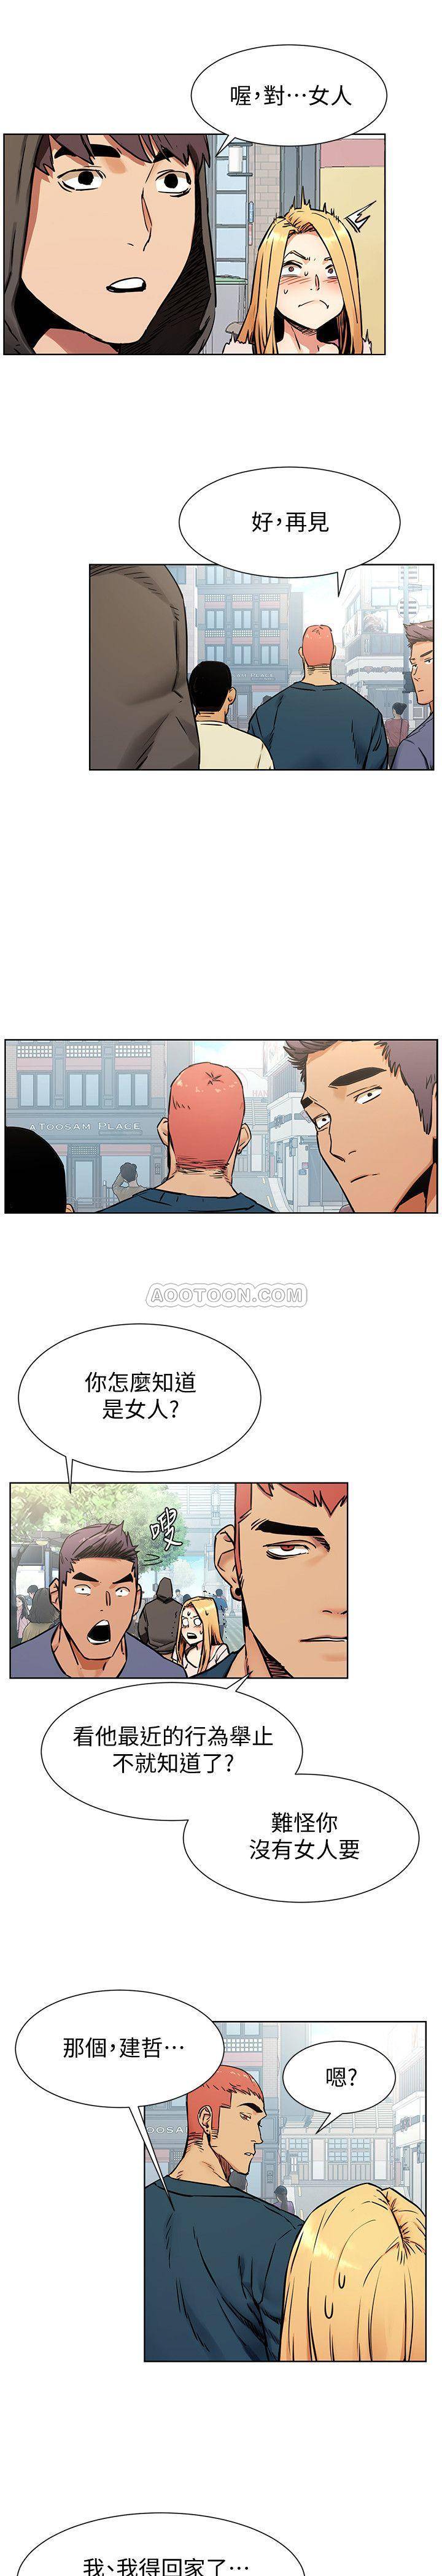 喔,對⋯女人
好,再見
ATOOSAM PLACE
AOOTOON.COM
你怎麼知道
是女人?
嗖
看他最近的行為舉止
不就知道了?
難怪你
沒有女人要
那個,建哲⋯
嗯?
我、我得回家了⋯